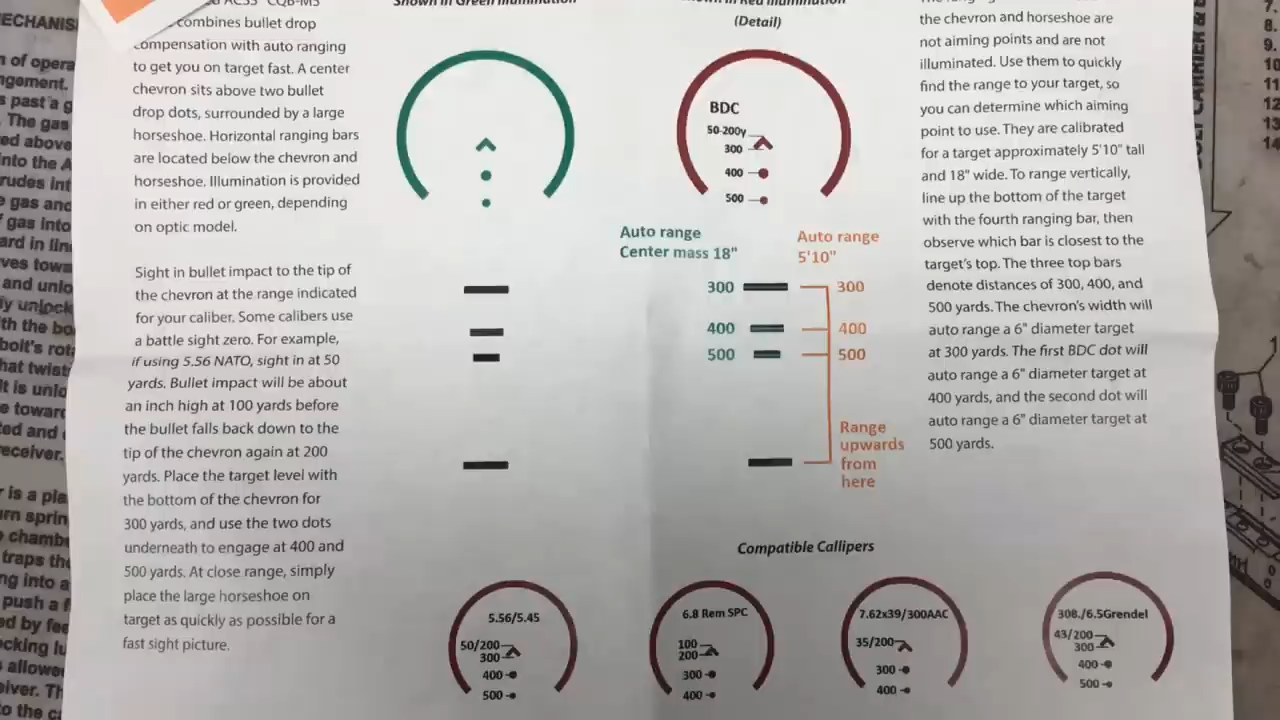 ACSS® CQB-M5
combines bullet drop
compensation with auto ranging
to get you on target fast. A center
chevron sits above two bullet
drop dots, surrounded by a large
horseshoe. Horizontal ranging bars
are located below the chevron and
horseshoe. Illumination is provided
in either red or green, depending
on optic model.
Sight in bullet impact to the tip of
the chevron at the range indicated
for your caliber. Some calibers use
a battle sight zero. For example,
if using 5.56 NATO, sight in at 50
yards. Bullet impact will be about
an inch high at 100 yards before
the bullet falls back down to the
tip of the chevron again at 200
yards. Place the target level with
the bottom of the chevron for
300 yards, and use the two dots
underneath to engage at 400 and
500 yards. At close range, simply
place the large horseshoe on
target as quickly as possible for a
fast sight picture.
Shown in Green Illumination
Shown in Red Illumination
(Detail)
BDC
50-200y
300
400
500
Auto range
Center mass 18"
Auto range
5'10"
300
300
400
400
500
500
Range
upwards
from
here
the chevron and horseshoe are
not aiming points and are not
illuminated. Use them to quickly
find the range to your target, so
you can determine which aiming
point to use. They are calibrated
for a target approximately 5'10" tall
and 18" wide. To range vertically,
line up the bottom of the target
with the fourth ranging bar, then
observe which bar is closest to the
target's top. The three top bars
denote distances of 300, 400, and
500 yards. The chevron's width will
auto range a 6" diameter target
at 300 yards. The first BDC dot will
auto range a 6" diameter target at
400 yards, and the second dot will
auto range a 6" diameter target at
500 yards.
Compatible Callipers
5.56/5.45
50/200
300
400
500
6.8 Rem SPC
100
200
300
400
7.62x39/300AAC
35/200
300
400
308./6.5Grendel
43/200
300
400
500